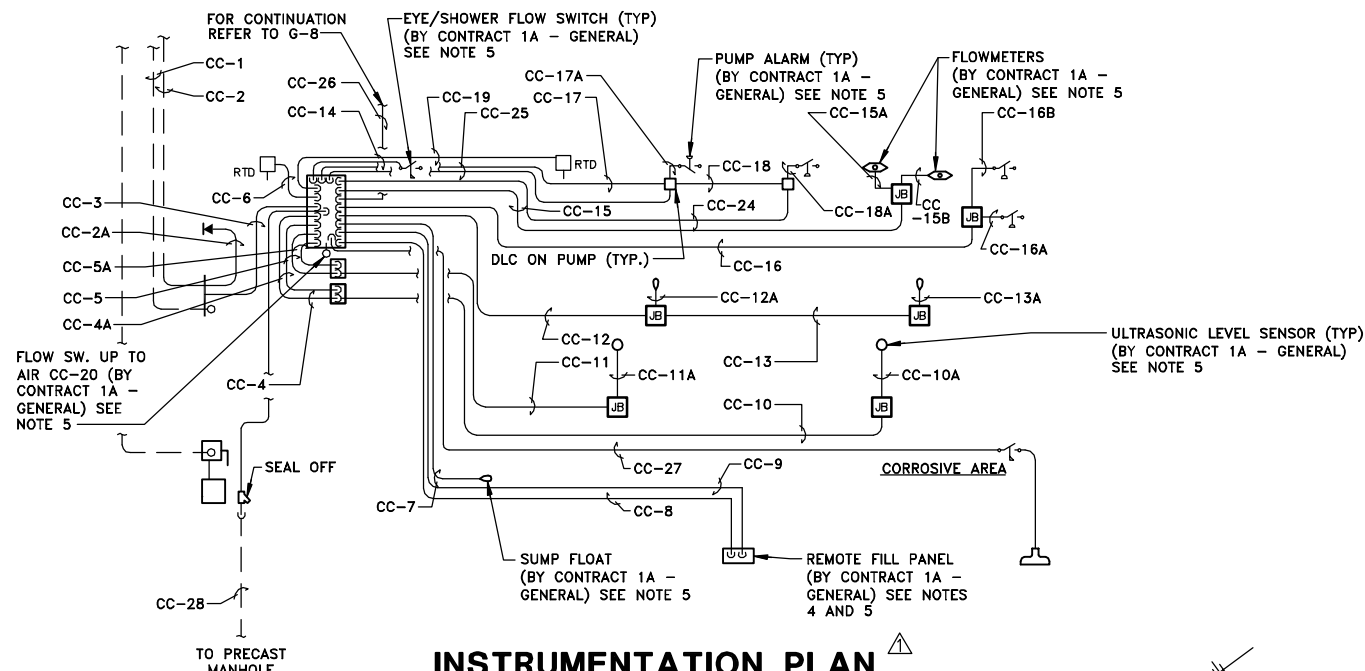 FOR CONTINUATION
REFER TO G-8
EYE/SHOWER FLOW SWITCH (TYP)
(BY CONTRACT 1A - GENERAL)
SEE NOTE 5
PUMP ALARM (TYP)
(BY CONTRACT 1A -
GENERAL) SEE NOTE 5
FLOWMETERS
(BY CONTRACT 1A -
GENERAL) SEE NOTE 5
CC-1
CC-2
CC-26
CC-14
CC-19
CC-25
CC-17A
CC-17
CC-15A
CC-16B
RTD
RTD
CC-18
CC-6
CC-3
CC-2A
CC-5A
CC-5
CC-4A
CC-15
CC-24
CC-18A
JB
CC
-15B
JB
CC-16A
DLC ON PUMP (TYP.)
CC-16
CC-12A
CC-13A
JB
JB
CC-12
CC-13
ULTRASONIC LEVEL SENSOR (TYP)
(BY CONTRACT 1A - GENERAL)
SEE NOTE 5
FLOW SW. UP TO
AIR CC-20 (BY
CONTRACT 1A -
GENERAL) SEE
NOTE 5
CC-4
CC-11
CC-11A
CC-10A
JB
JB
CC-10
SEAL OFF
CC-27
CC-9
CORROSIVE AREA
CC-7
CC-8
SUMP FLOAT
(BY CONTRACT 1A -
GENERAL) SEE NOTE 5
REMOTE FILL PANEL
(BY CONTRACT 1A -
GENERAL) SEE NOTES
4 AND 5
CC-28
TO PRECAST
MANHOLE
INSTRUMENTATION PLAN
1